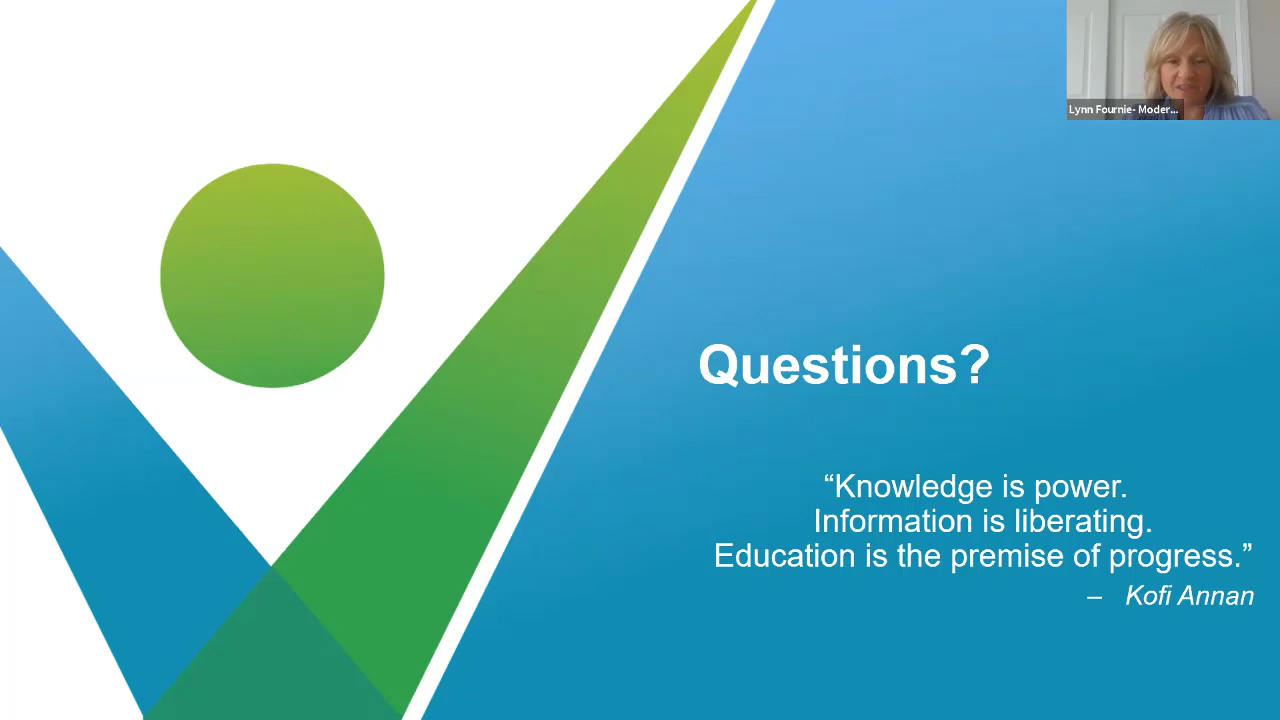 Lynn Fournie- Moder...
Questions?
“Knowledge is power.
Information is liberating.
Education is the premise of progress.”
– Kofi Annan